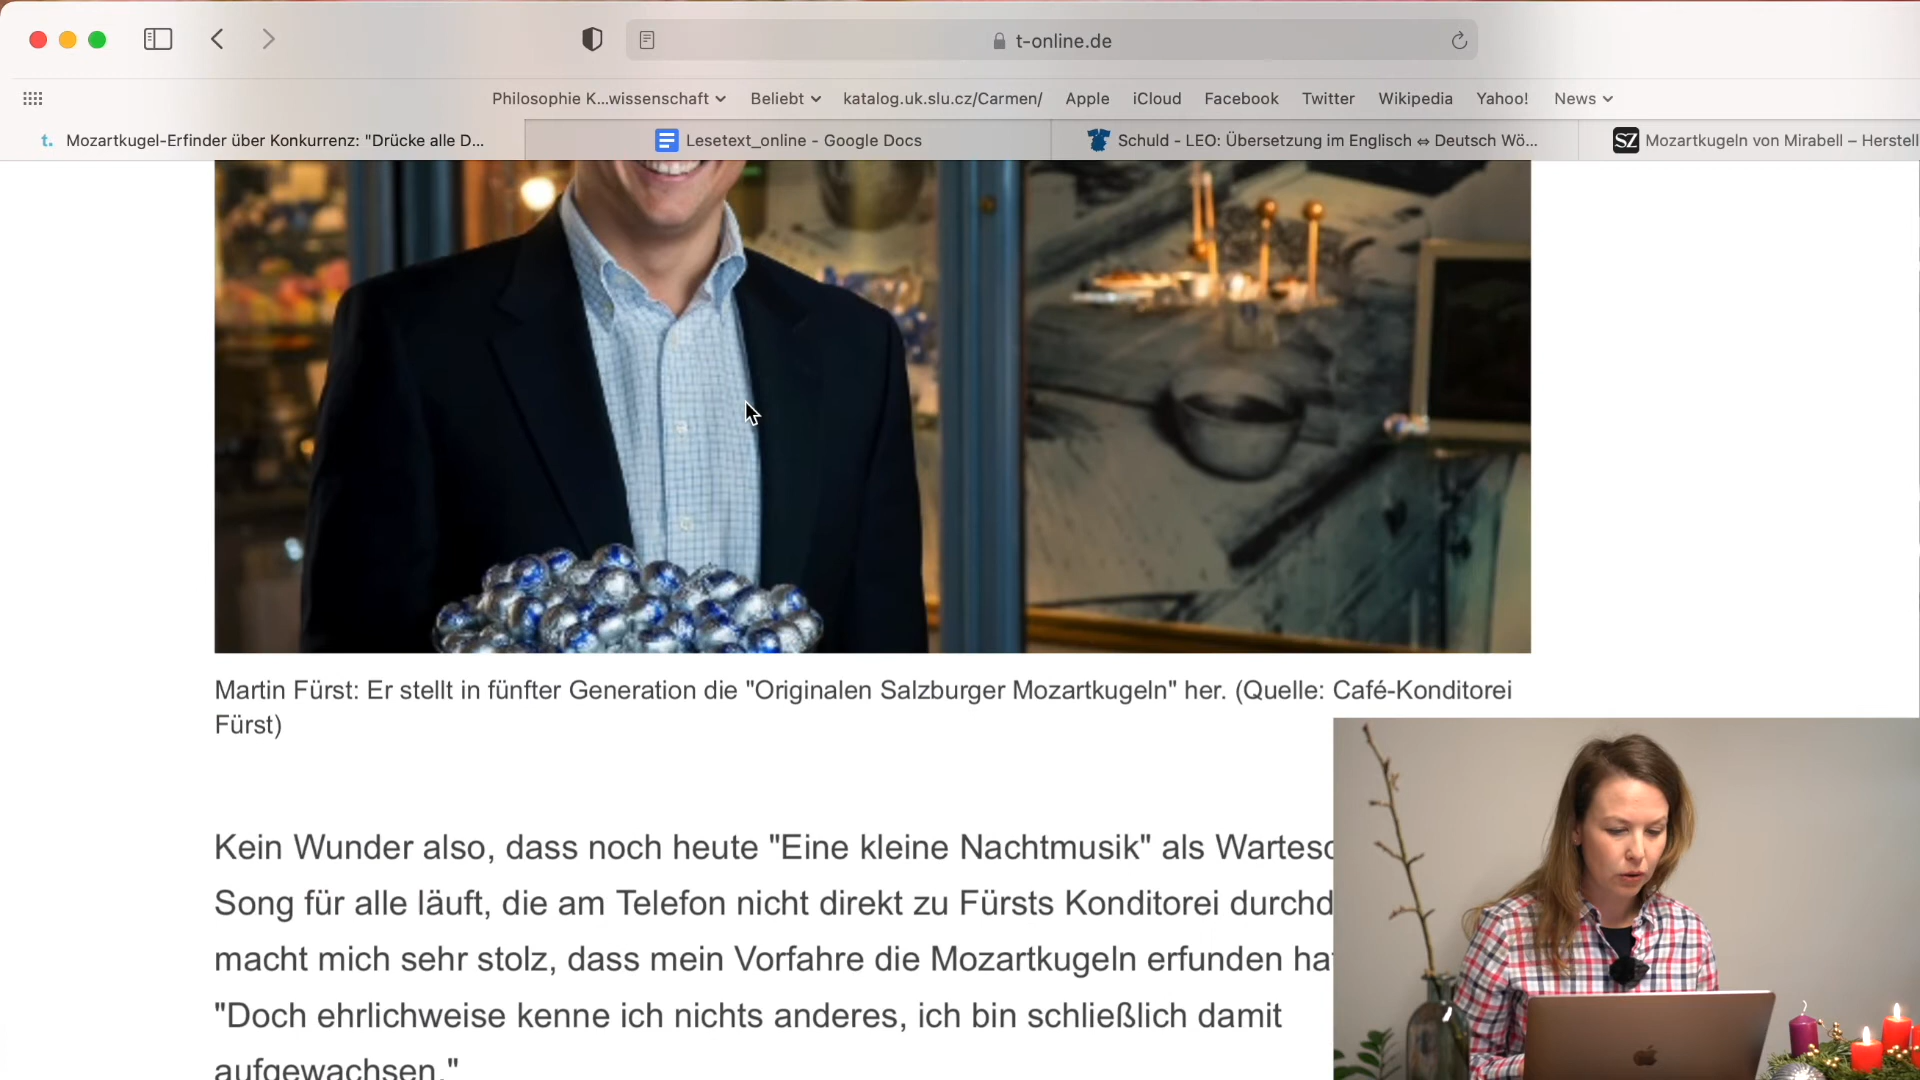 t-online.de
Philosophie K...wissenschaft
Beliebt
katalog.uk.slu.cz/Carmen/
Apple
iCloud
Facebook
Twitter
Wikipedia
Yahoo!
News
t. Mozartkugel-Erfinder über Konkurrenz: "Drücke alle D...
Lesetext_online - Google Docs
Schuld - LEO: Übersetzung im Englisch ⇔ Deutsch Wö...
SZ Mozartkugeln von Mirabell – Herstell
Martin Fürst: Er stellt in fünfter Generation die "Originalen Salzburger Mozartkugeln" her. (Quelle: Café-Konditorei
Fürst)
Kein Wunder also, dass noch heute "Eine kleine Nachtmusik" als
Song für alle läuft, die am Telefon nicht direkt zu Fürsts Konditorei
macht mich sehr stolz, dass mein Vorfahre die Mozartkugeln erfunden
"Doch ehrlichweise kenne ich nichts anderes, ich bin schließlich damit
aufgewachsen."